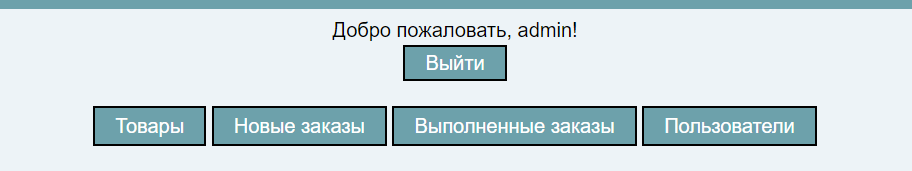 Добро пожаловать, admin!
Выйти
Товары Новые заказы Выполненные заказы Пользователи